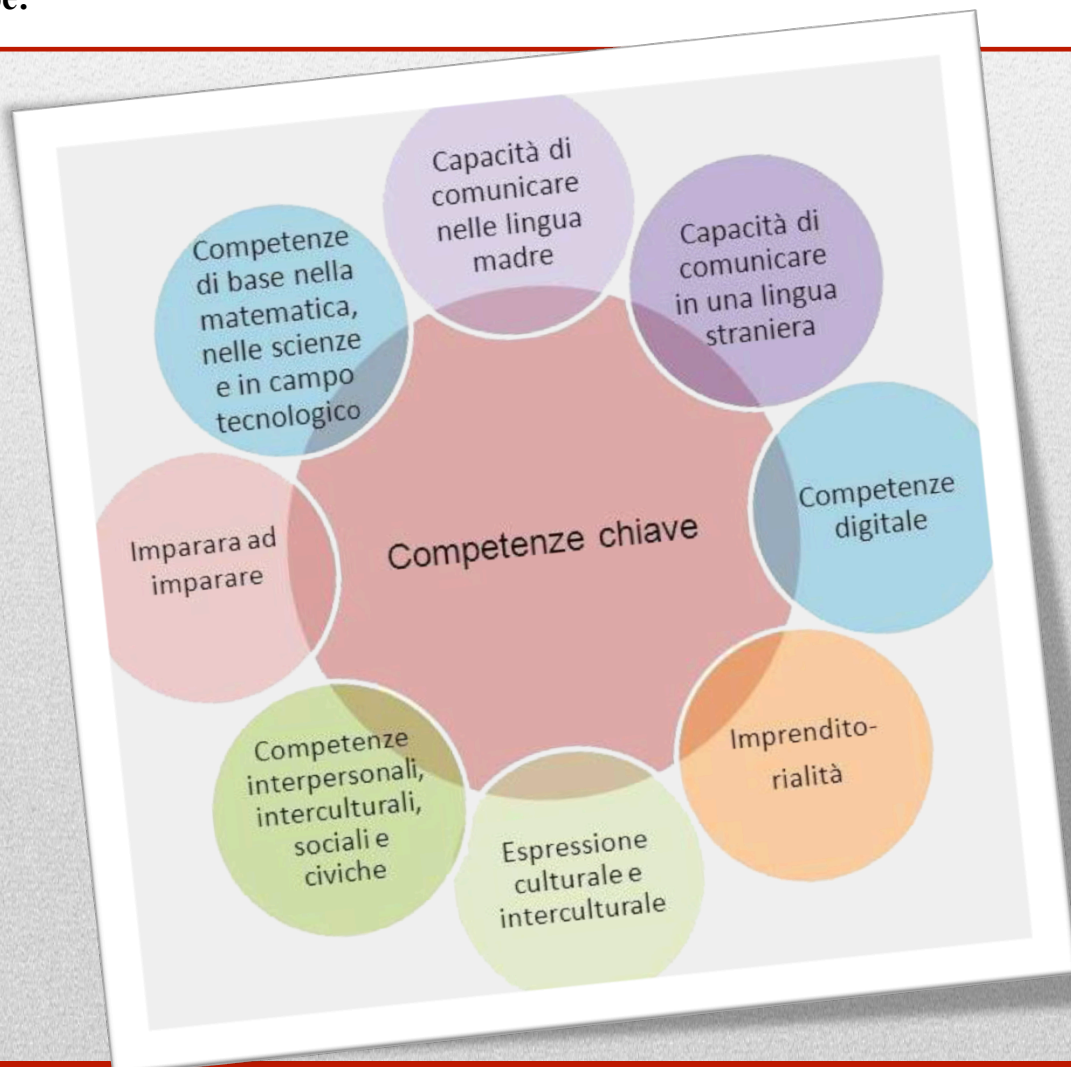 Capacità di
comunicare
nelle lingua
madre
Capacità di
comunicare
in una lingua
straniera
Competenze
digitale
Imprendito-
rialità
Espressione
culturale e
interculturale
Competenze
interpersonali,
interculturali,
sociali e
civiche
Imparara ad
imparare
Competenze
di base nella
matematica,
nelle scienze
e in campo
tecnologico
Competenze chiave